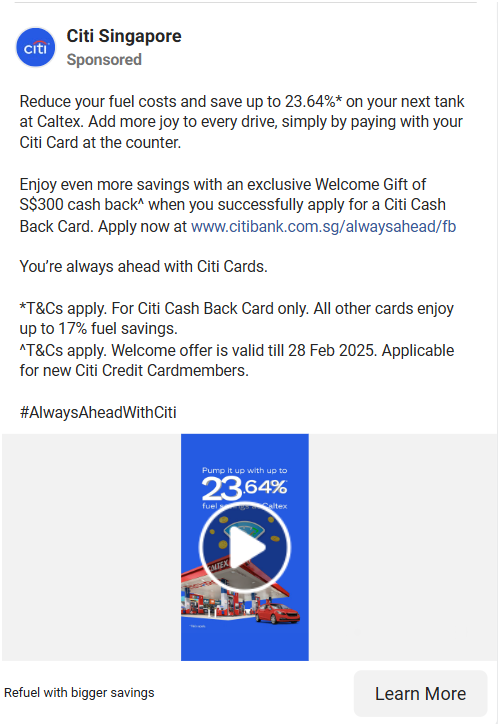 citi
Citi Singapore
Sponsored
Reduce your fuel costs and save up to 23.64%* on your next tank
at Caltex. Add more joy to every drive, simply by paying with your
Citi Card at the counter.
Enjoy even more savings with an exclusive Welcome Gift of
S$300 cash back^ when you successfully apply for a Citi Cash
Back Card. Apply now at www.citibank.com.sg/alwaysahead/fb
You’re always ahead with Citi Cards.
*T&Cs apply. For Citi Cash Back Card only. All other cards enjoy
up to 17% fuel savings.
^T&Cs apply. Welcome offer is valid till 28 Feb 2025. Applicable
for new Citi Credit Cardmembers.
#AlwaysAheadWithCiti
Pump it up with up to
23.64%*
fuel at Caltex
CALTEX
Refuel with bigger savings
Learn More